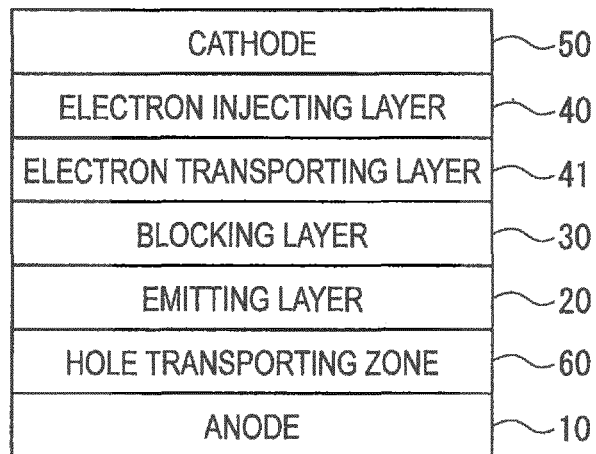 CATHODE 50
ELECTRON INJECTING LAYER 40
ELECTRON TRANSPORTING LAYER 41
BLOCKING LAYER 30
EMITTING LAYER 20
HOLE TRANSPORTING ZONE 60
ANODE 10